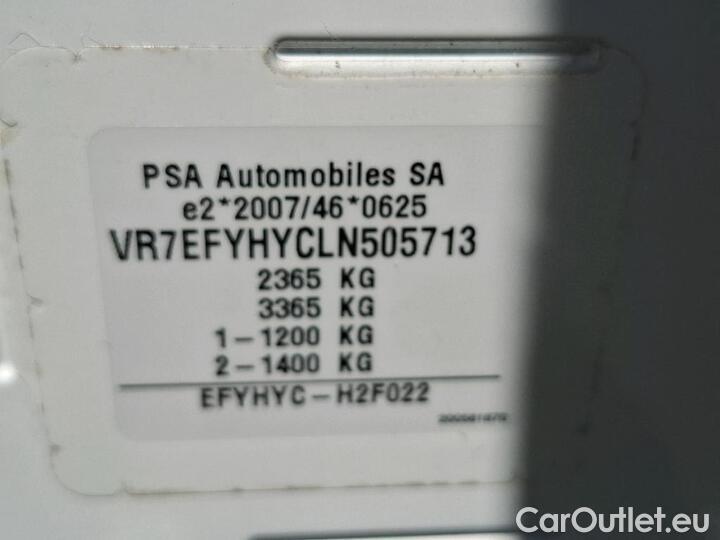 PSA Automobiles SA
e2*2007/46*0625
VR7EFYHYCLN505713
2365 KG
3365 KG
1-1200 KG
2-1400 KG
EFYHYC-H2F022
CarOutlet.eu